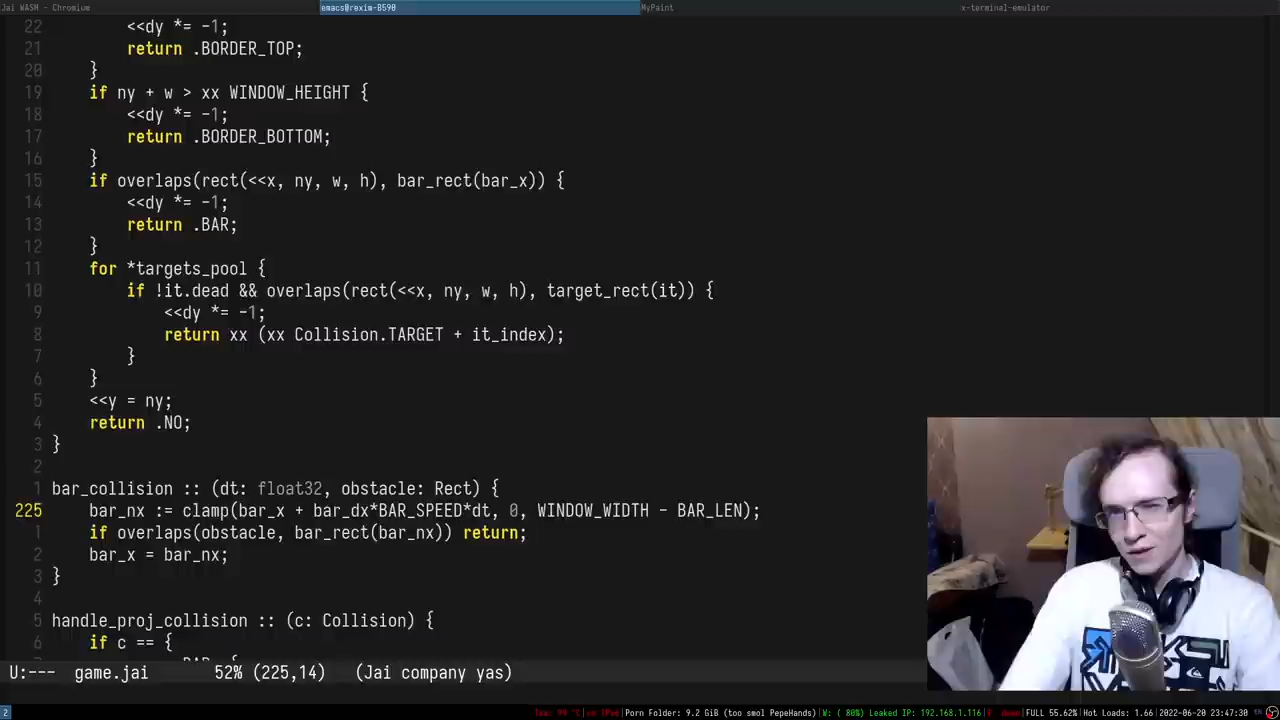 Jai WASM - Chromium
emacs@rexim-B590
MyPaint
x-terminal-emulator
22 <<dy *= -1;
21 return .BORDER_TOP;
20 }
19 if ny + w > xx WINDOW_HEIGHT {
18 <<dy *= -1;
17 return .BORDER_BOTTOM;
16 }
15 if overlaps(rect(<<x, ny, w, h), bar_rect(bar_x)) {
14 <<dy *= -1;
13 return .BAR;
12 }
11 for *targets_pool {
10 if !it.dead && overlaps(rect(<<x, ny, w, h), target_rect(it)) {
9 <<dy *= -1;
8 return xx (xx Collision.TARGET + it_index);
7 }
6 }
5 <<y = ny;
4 return .NO;
3 }
2
1 bar_collision :: (dt: float32, obstacle: Rect) {
225 bar_nx := clamp(bar_x + bar_dx*BAR_SPEED*dt, 0, WINDOW_WIDTH - BAR_LEN);
1 if overlaps(obstacle, bar_rect(bar_nx)) return;
2 bar_x = bar_nx;
3 }
4
5 handle_proj_collision :: (c: Collision) {
6 if c == {
U:--- game.jai 52% (225,14) (Jai company yas)
2
Porn Folder: 9.2 GiB (too smol PepeHands)|W: ( 80%) Leaked IP: 192.168.1.116|
down|FULL 55.62%|Hot Loads: 1.66|2022-06-20 23:47:30 EN